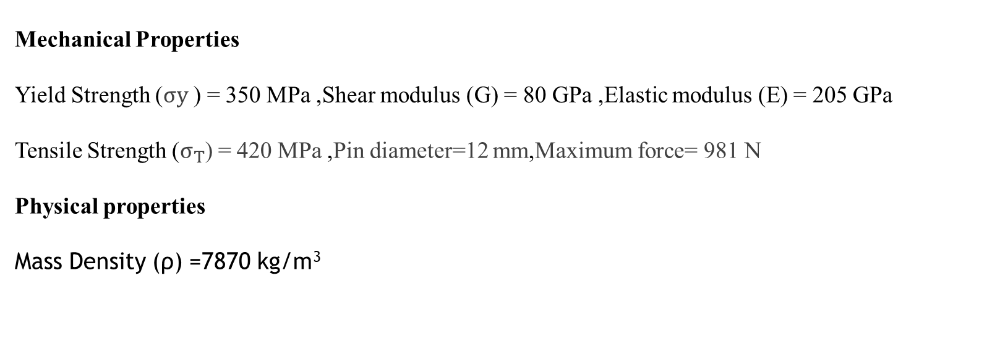 Mechanical Properties
Yield Strength (σy ) = 350 MPa ,Shear modulus (G) = 80 GPa ,Elastic modulus (E) = 205 GPa
Tensile Strength (σT) = 420 MPa ,Pin diameter=12 mm,Maximum force= 981 N
Physical properties
Mass Density (ρ) =7870 kg/m³